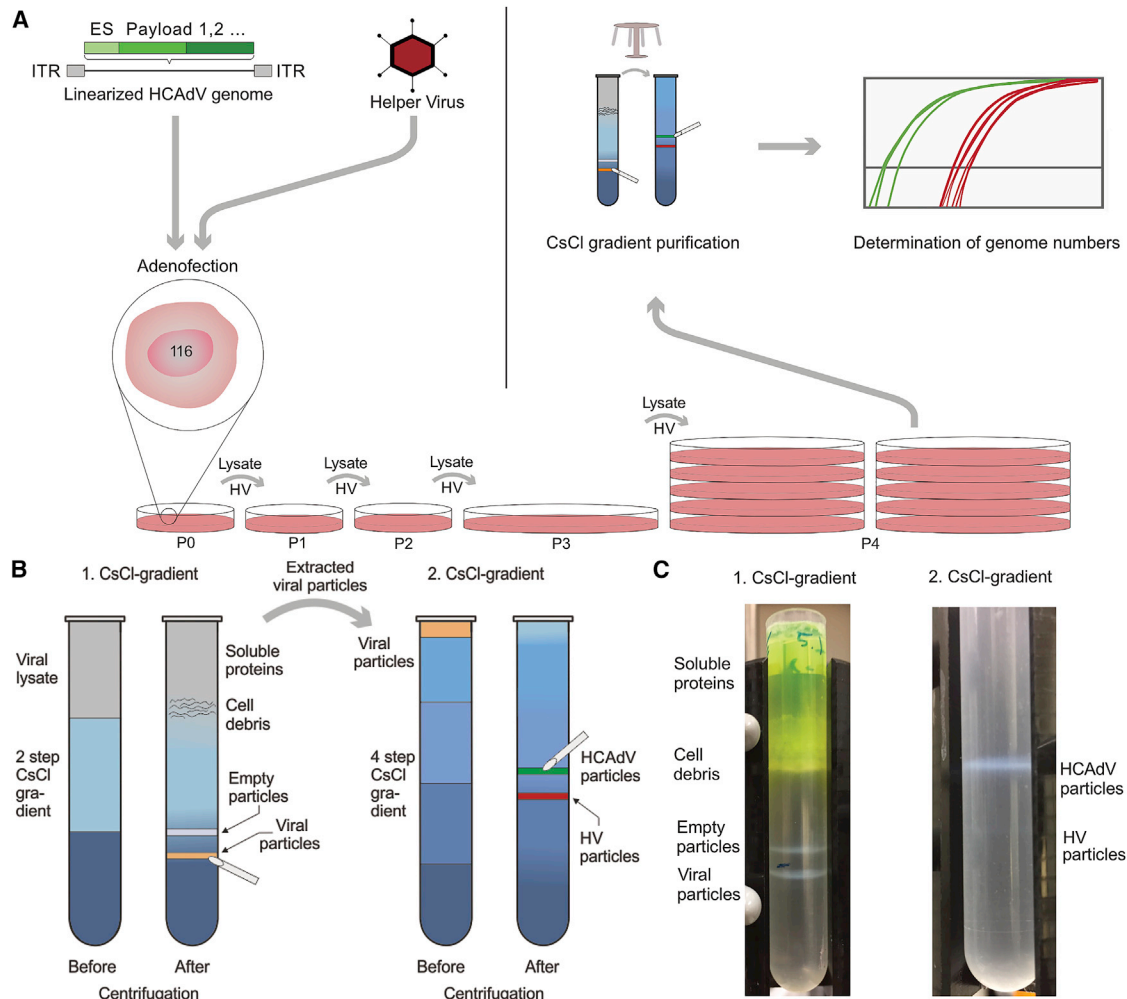 A
ES Payload 1,2 ...
ITR
ITR
Linearized HCAdV genome
Helper Virus
Adenofection
116
Lysate
HV
Lysate
HV
Lysate
HV
Lysate
HV
P0
P1
P2
P3
P4
CsCl gradient purification
Determination of genome numbers
B
1. CsCl-gradient
Extracted
viral particles
2. CsCl-gradient
Viral
lysate
2 step
CsCl
gra-
dient
Soluble
proteins
Cell
debris
Empty
particles
Viral
particles
Before
After
Centrifugation
Viral
particles
4 step
CsCl
gra-
dient
HCAdV
particles
HV
particles
Before
After
Centrifugation
C
1. CsCl-gradient
2. CsCl-gradient
Soluble
proteins
Cell
debris
Empty
particles
Viral
particles
HCAdV
particles
HV
particles